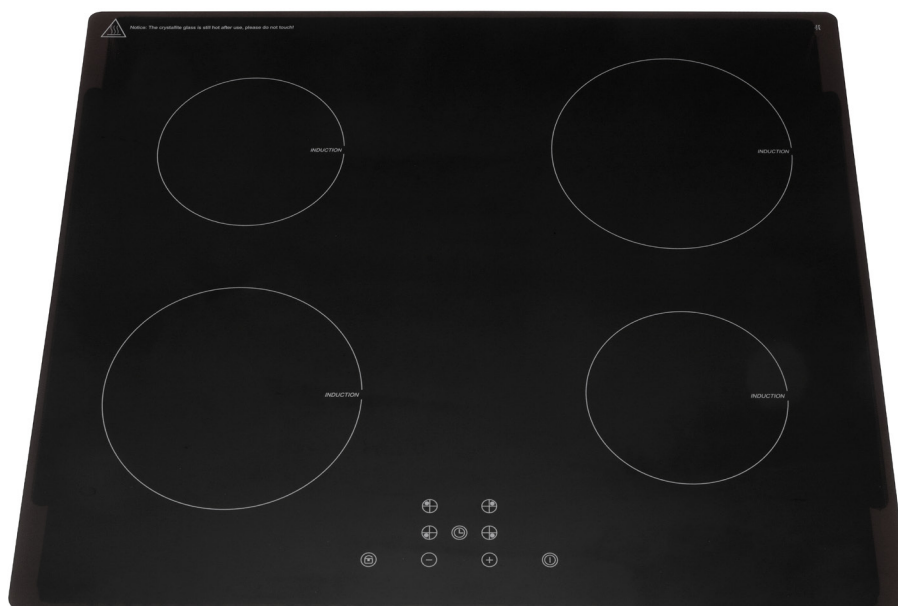 Notice: The crystallite glass is still hot after use, please do not touch!
INDUCTION
INDUCTION
INDUCTION
INDUCTION